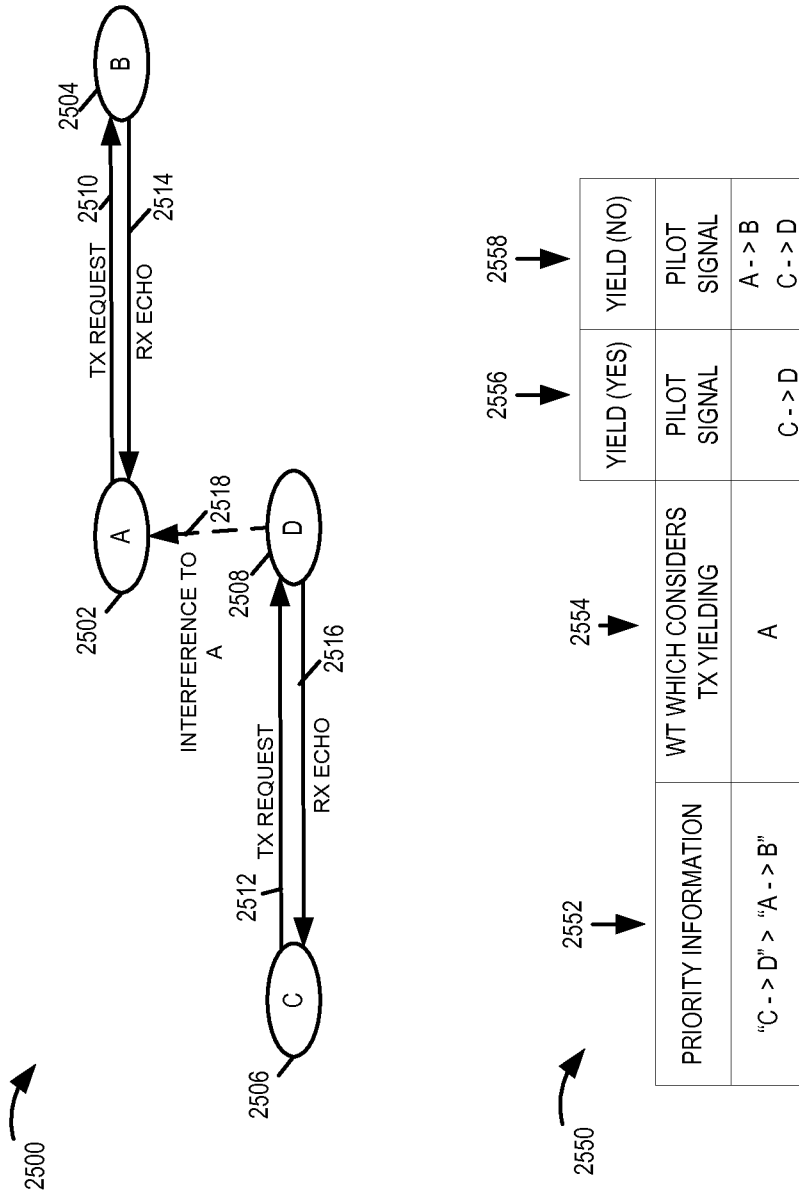 2500
2502
A
TX REQUEST
2510
2504
B
RX ECHO
2514
INTERFERENCE TO
A
2518
2506
C
2512
TX REQUEST
2508
D
RX ECHO
2516
2550
2552
2554
2556
2558
YIELD (YES)
YIELD (NO)
PRIORITY INFORMATION
WT WHICH CONSIDERS
TX YIELDING
PILOT
SIGNAL
PILOT
SIGNAL
“C - > D” > “A - > B”
A
C - > D
A - > B
C - > D